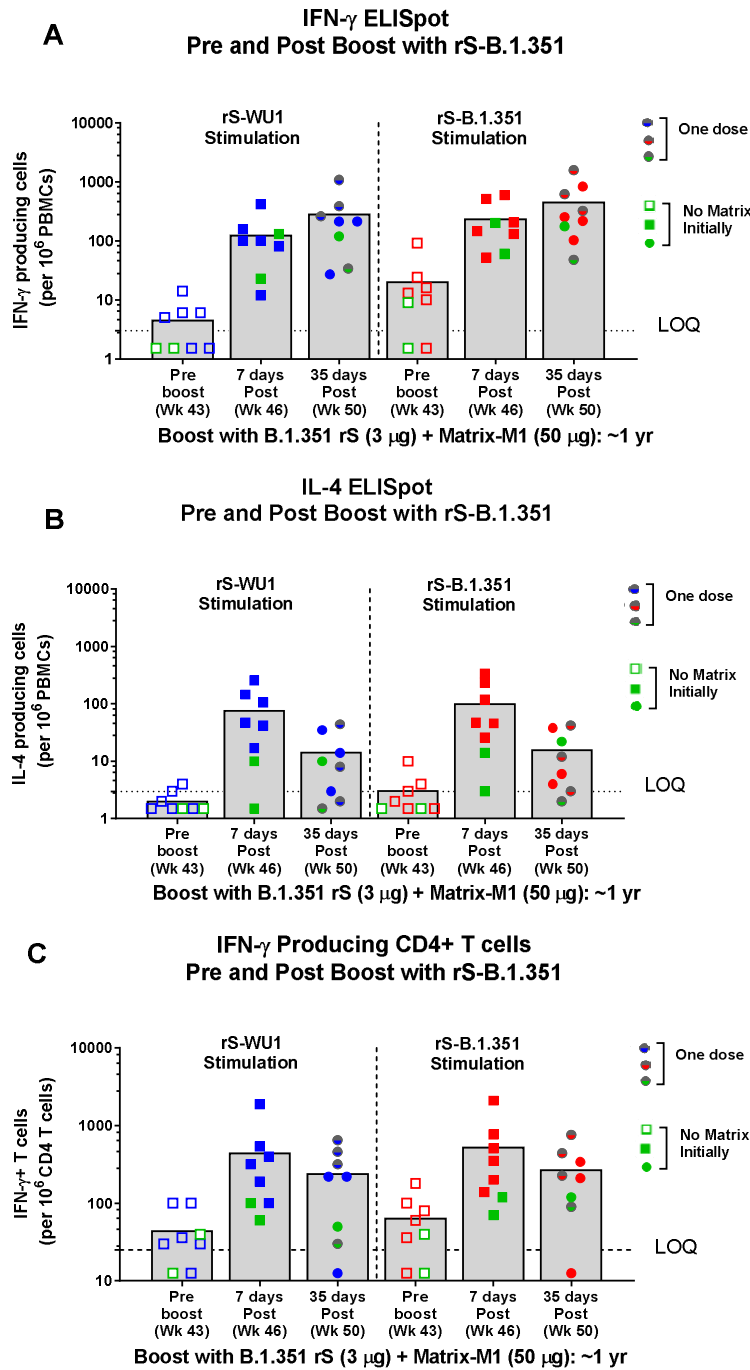 A
IFN-γ ELISpot
Pre and Post Boost with rS-B.1.351
rS-WU1
Stimulation
rS-B.1.351
Stimulation
One dose
No Matrix
Initially
IFN-γ producing cells
(per 10⁶ PBMCs)
10000
1000
100
10
1
LOQ
Pre
boost
(Wk 43)
7 days
Post
(Wk 46)
35 days
Post
(Wk 50)
Pre
boost
(Wk 43)
7 days
Post
(Wk 46)
35 days
Post
(Wk 50)
Boost with B.1.351 rS (3 μg) + Matrix-M1 (50 μg): ~1 yr
B
IL-4 ELISpot
Pre and Post Boost with rS-B.1.351
rS-WU1
Stimulation
rS-B.1.351
Stimulation
One dose
No Matrix
Initially
IL-4 producing cells
(per 10⁶ PBMCs)
10000
1000
100
10
1
LOQ
Pre
boost
(Wk 43)
7 days
Post
(Wk 46)
35 days
Post
(Wk 50)
Pre
boost
(Wk 43)
7 days
Post
(Wk 46)
35 days
Post
(Wk 50)
Boost with B.1.351 rS (3 μg) + Matrix-M1 (50 μg): ~1 yr
C
IFN-γ Producing CD4+ T cells
Pre and Post Boost with rS-B.1.351
rS-WU1
Stimulation
rS-B.1.351
Stimulation
One dose
No Matrix
Initially
IFN-γ+ T cells
(per 10⁶ CD4 T cells)
10000
1000
100
10
LOQ
Pre
boost
(Wk 43)
7 days
Post
(Wk 46)
35 days
Post
(Wk 50)
Pre
boost
(Wk 43)
7 days
Post
(Wk 46)
35 days
Post
(Wk 50)
Boost with B.1.351 rS (3 μg) + Matrix-M1 (50 μg): ~1 yr